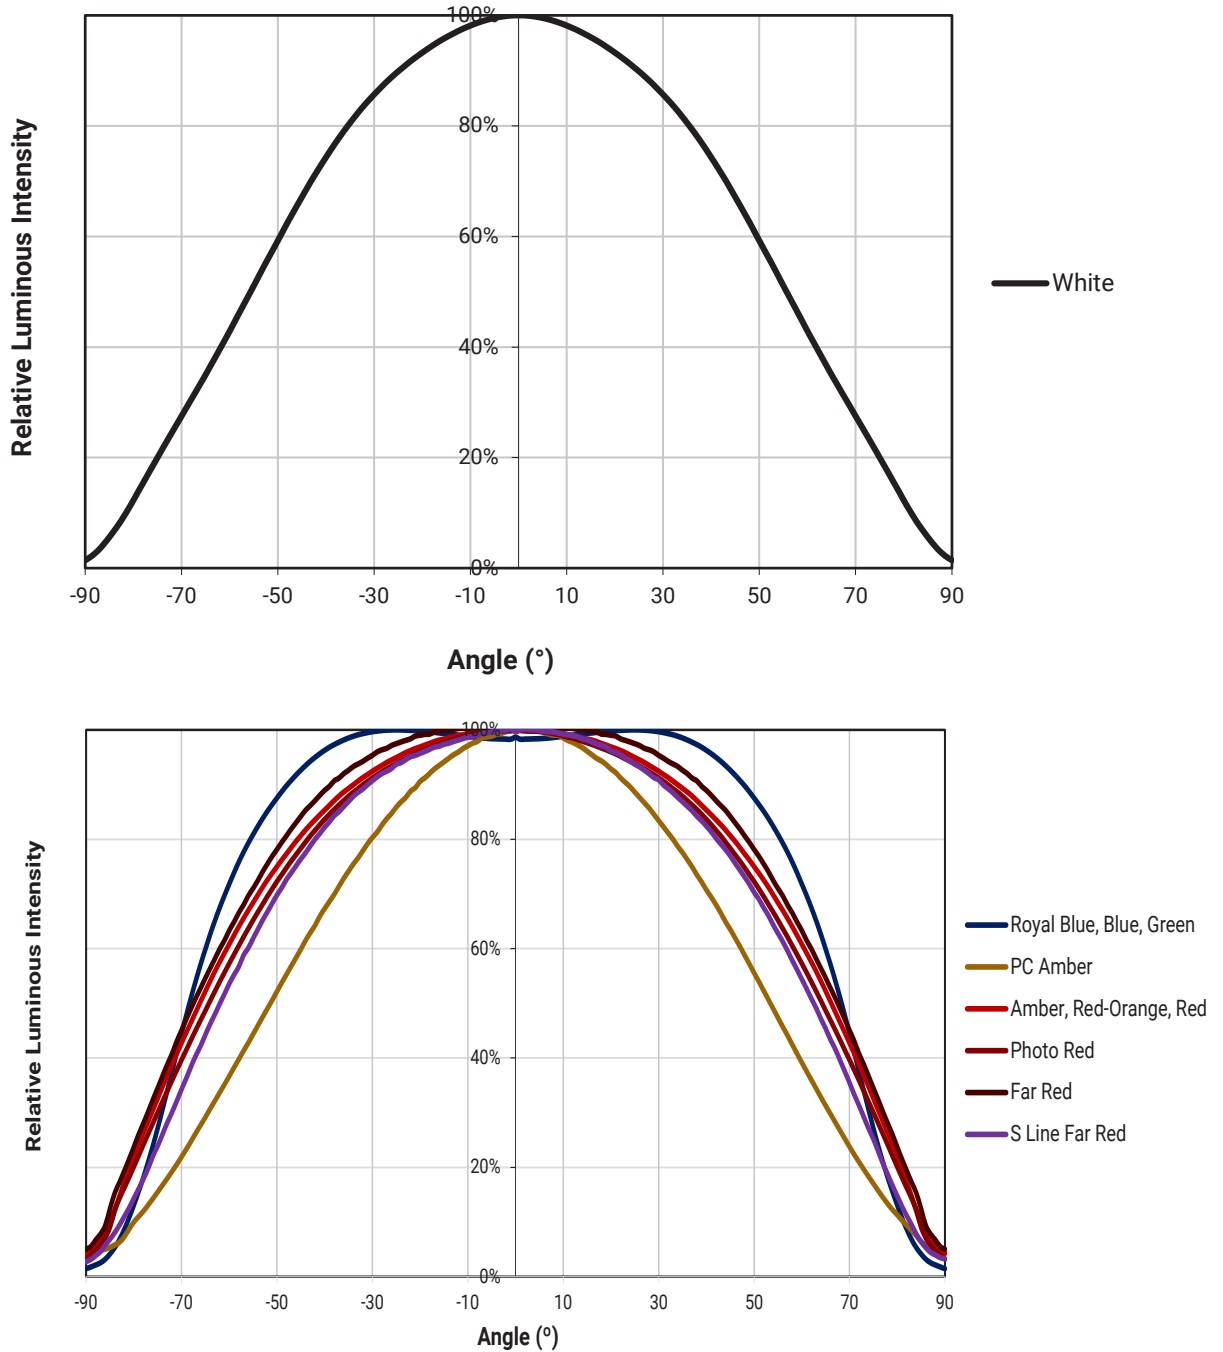 100%
80%
60%
40%
20%
0%
Relative Luminous Intensity
-90 -70 -50 -30 -10 10 30 50 70 90
Angle (°)
White
100%
80%
60%
40%
20%
0%
Relative Luminous Intensity
-90 -70 -50 -30 -10 10 30 50 70 90
Angle (º)
Royal Blue, Blue, Green
PC Amber
Amber, Red-Orange, Red
Photo Red
Far Red
S Line Far Red